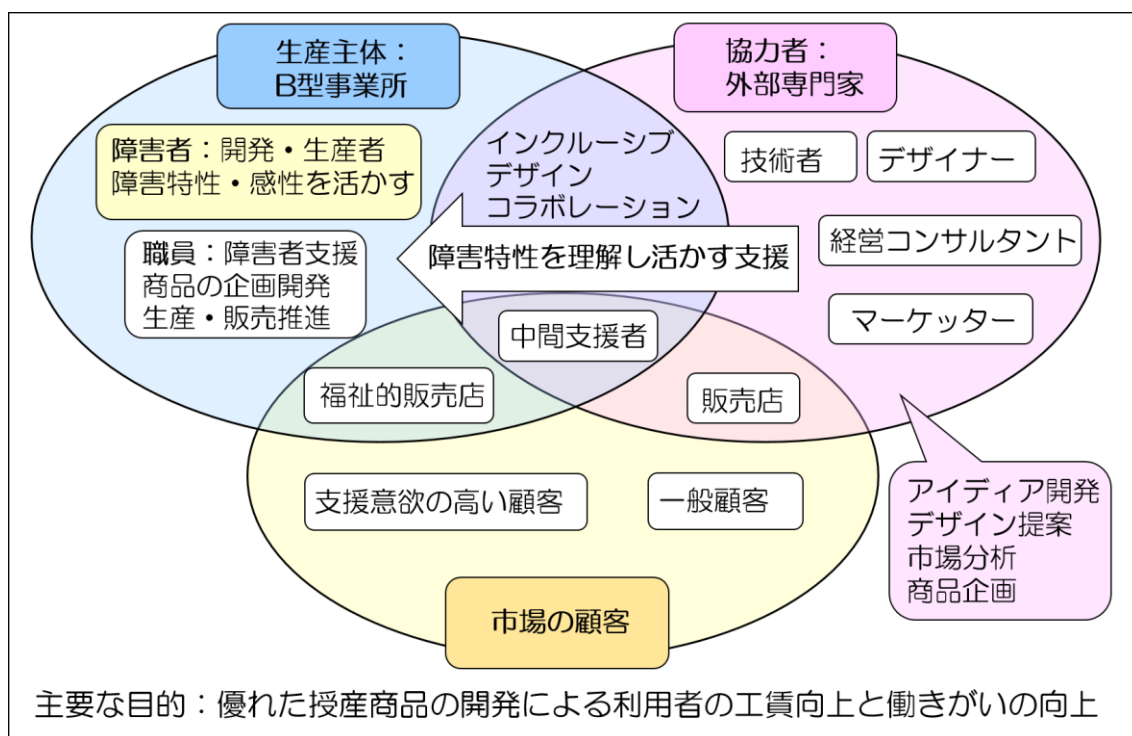 生産主体：
B型事業所
協力者：
外部専門家
障害者：開発・生産者
障害特性・感性を活かす
インクルーシブ
デザイン
コラボレーション
技術者
デザイナー
職員：障害者支援
商品の企画開発
生産・販売推進
障害特性を理解し活かす支援
経営コンサルタント
マーケッター
中間支援者
福祉的販売店
販売店
支援意欲の高い顧客
一般顧客
アイディア開発
デザイン提案
市場分析
商品企画
市場の顧客
主要な目的：優れた授産商品の開発による利用者の工賃向上と働きがいの向上